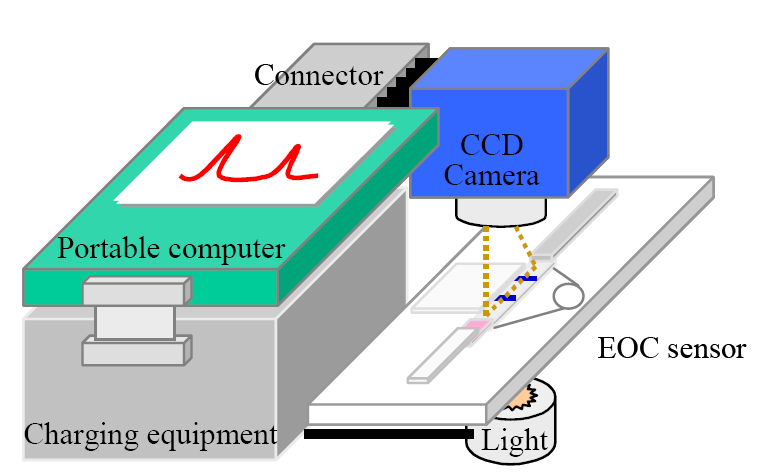 Connector
CCD
Camera
Portable computer
EOC sensor
Charging equipment
Light